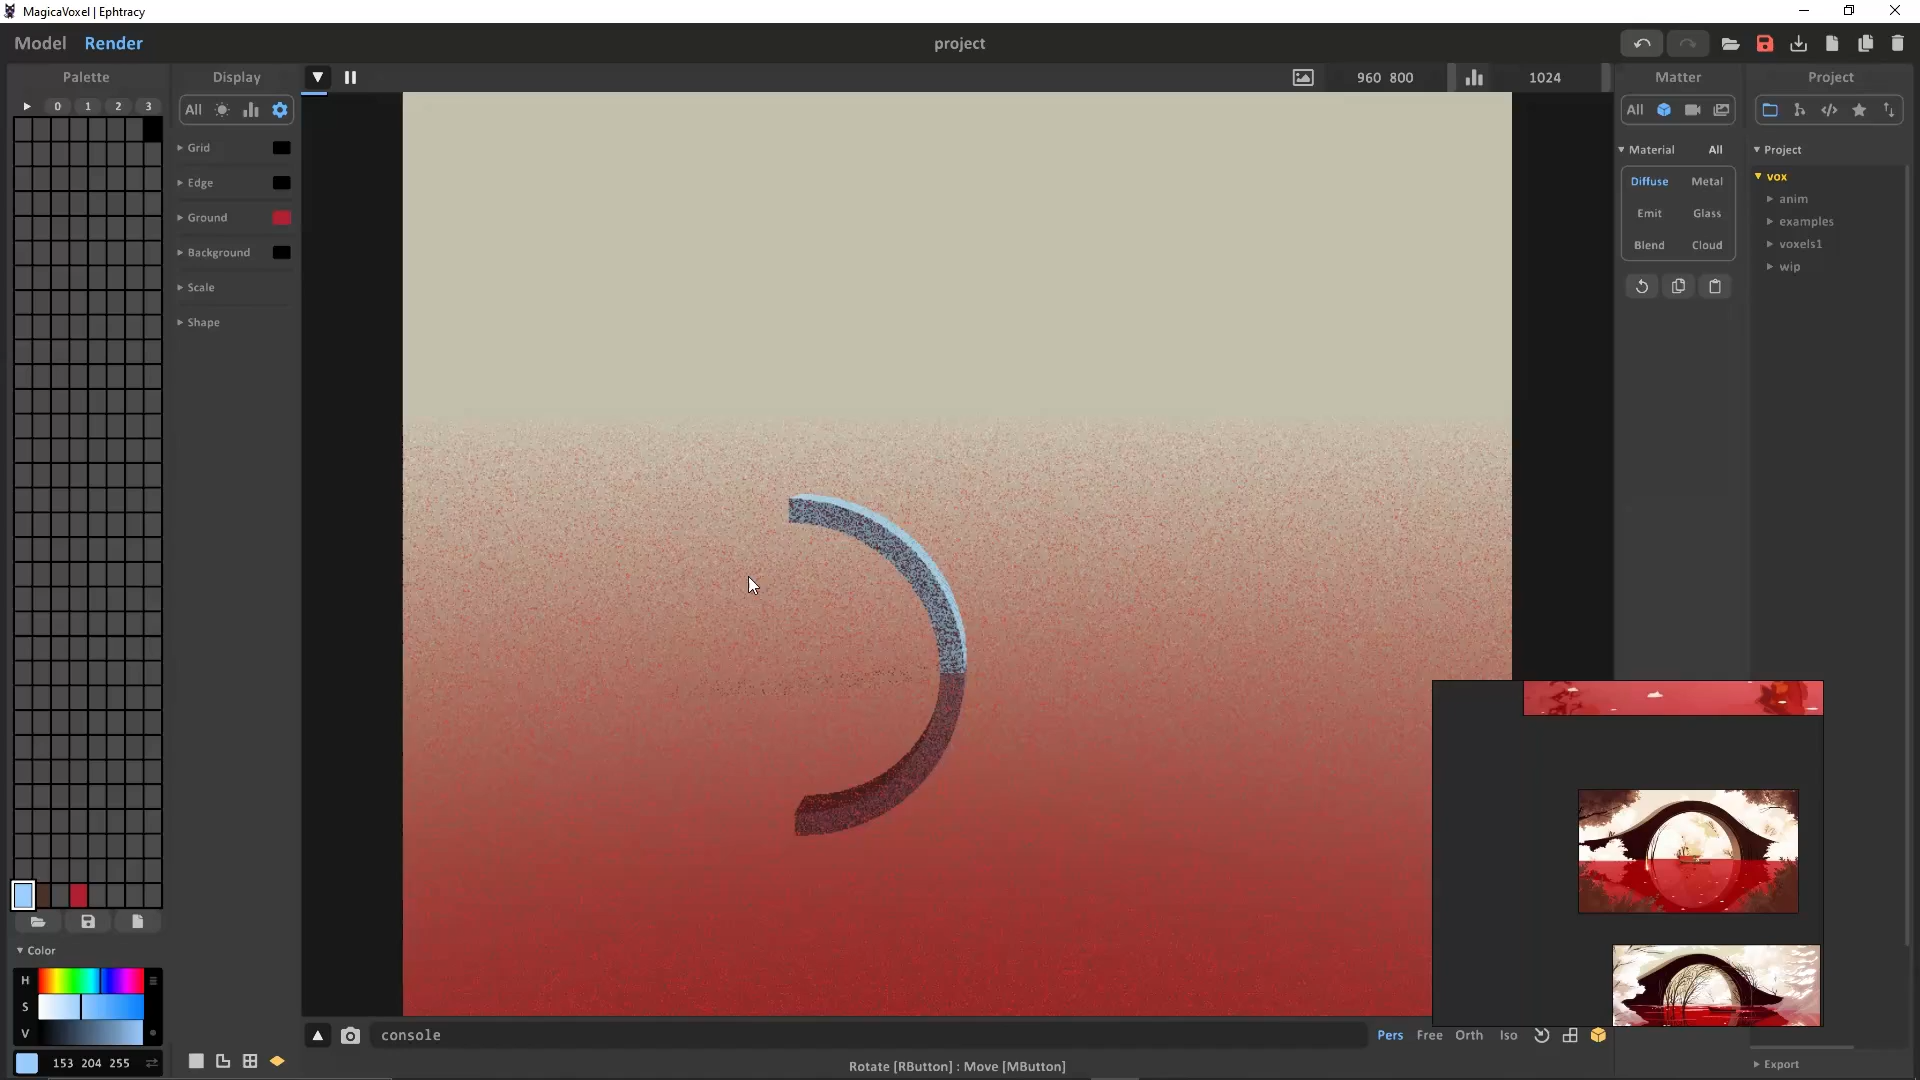 MagicaVoxel | Ephtracy
Model Render
project
Palette
Display
960 800
1024
Matter
Project
0 1 2 3
All
All
Grid
Edge
Ground
Background
Scale
Shape
Material All
Diffuse Metal
Emit Glass
Blend Cloud
Project
vox
anim
examples
voxels1
wip
Color
H
S
V
153 204 255
console
Pers Free Orth Iso
Rotate [RButton] : Move [MButton]
Export